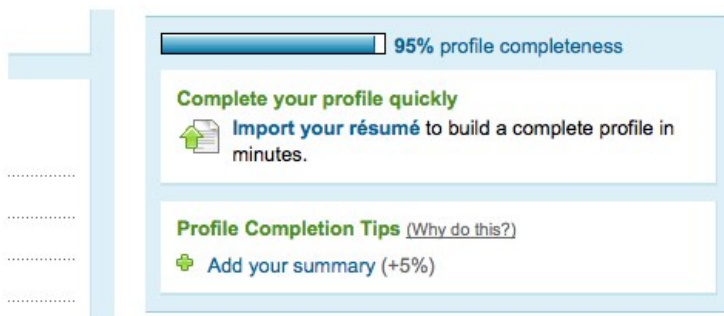 95% profile completeness
Complete your profile quickly
Import your résumé to build a complete profile in
minutes.
Profile Completion Tips (Why do this?)
Add your summary (+5%)